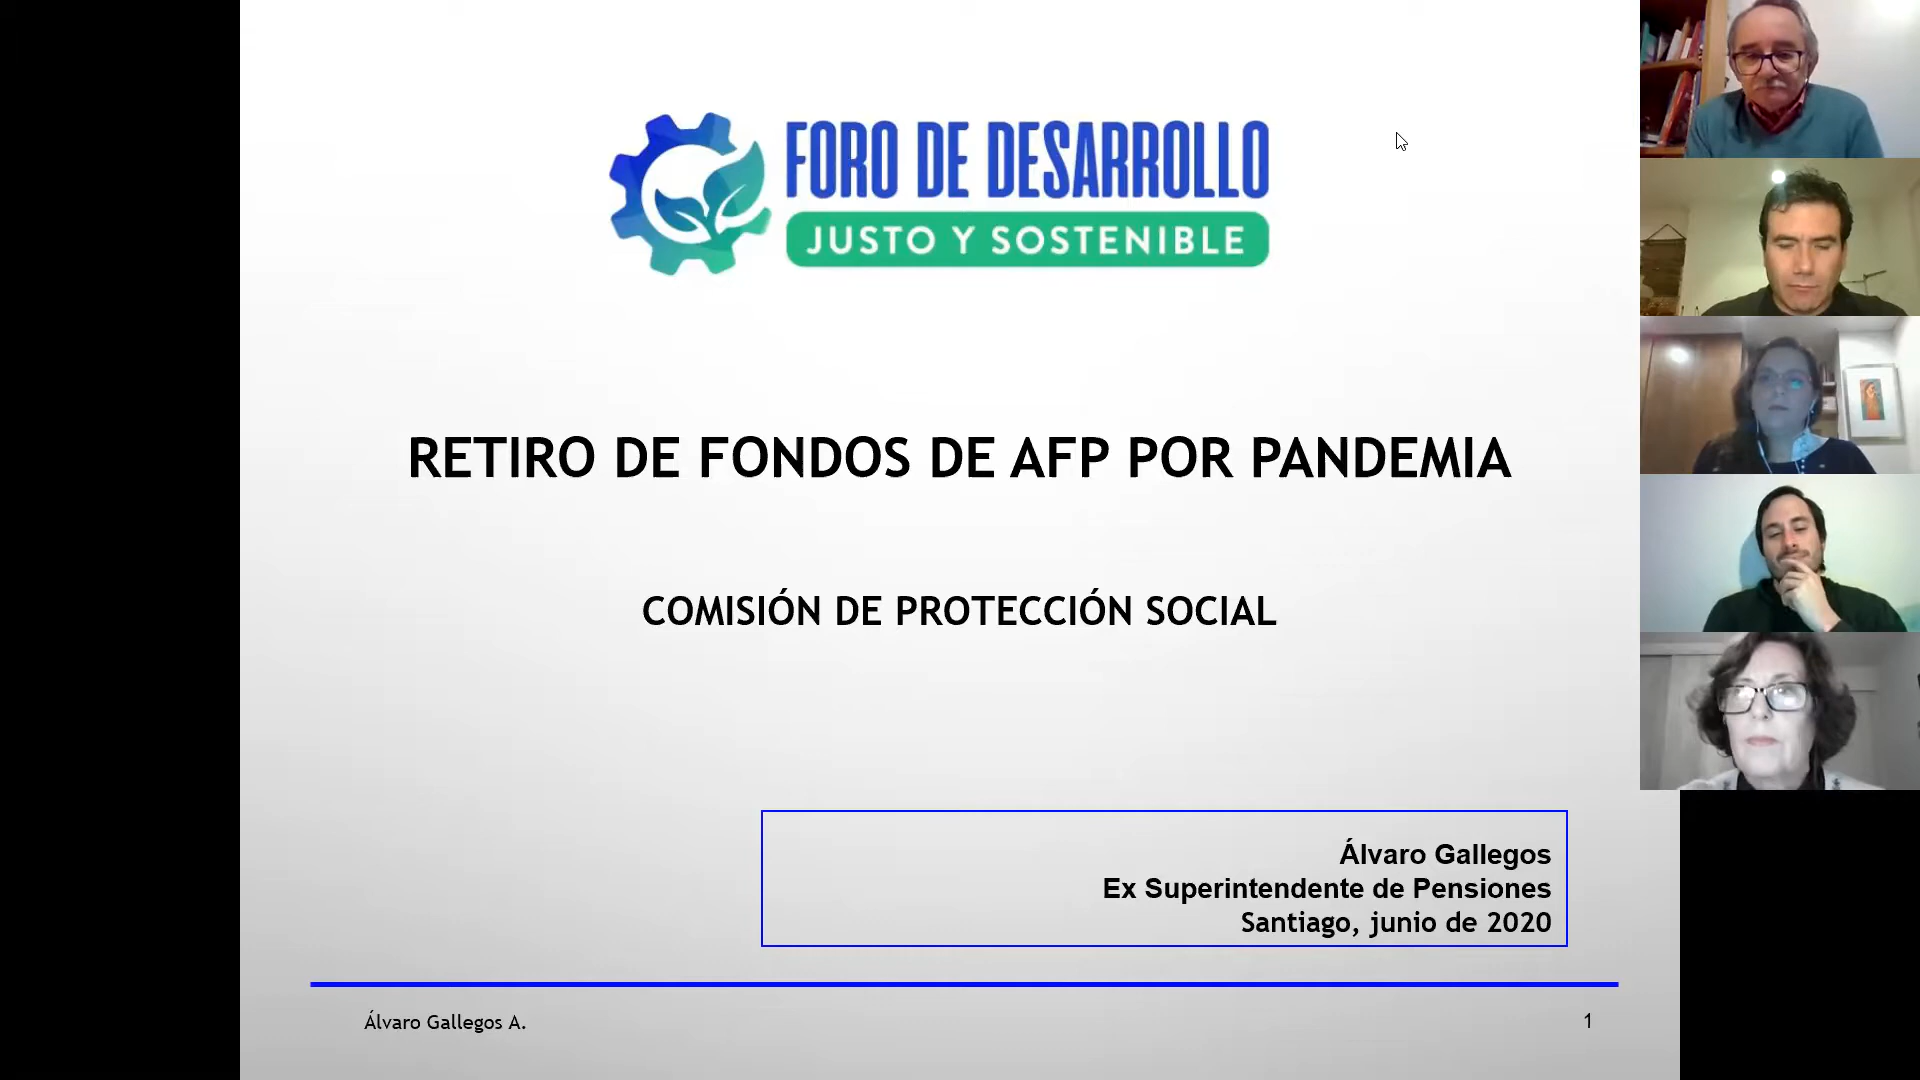 FORO DE DESARROLLO
JUSTO Y SOSTENIBLE
RETIRO DE FONDOS DE AFP POR PANDEMIA
COMISIÓN DE PROTECCIÓN SOCIAL
Álvaro Gallegos
Ex Superintendente de Pensiones
Santiago, junio de 2020
Álvaro Gallegos A.
1